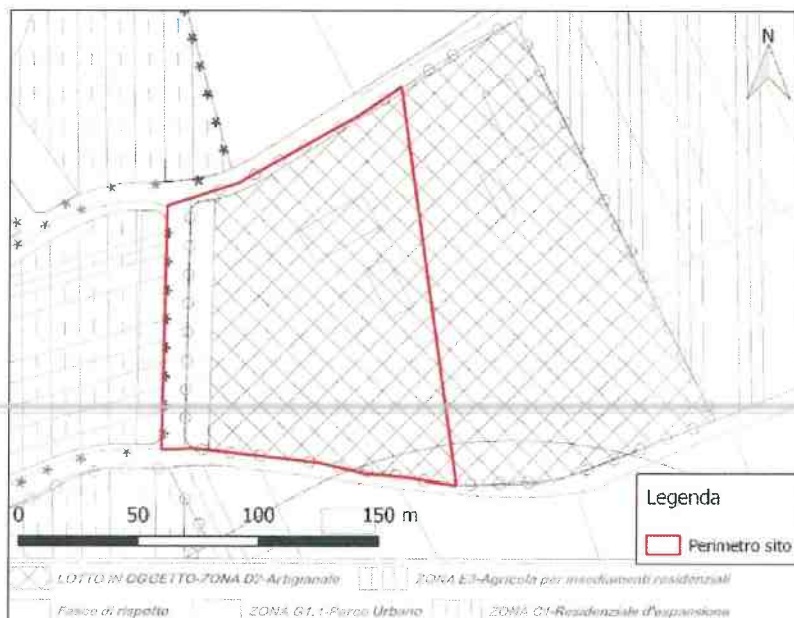 N
Legenda
Perimetro sito
0 50 100 150 m
LOTTO IN OGGETTO-ZONA D2-Artigianale ZONA E3-Agricola per insediamenti residenziali
Fasce di rispetto ZONA G1.1-Parco Urbano ZONA C1-Residenziale d'espansione